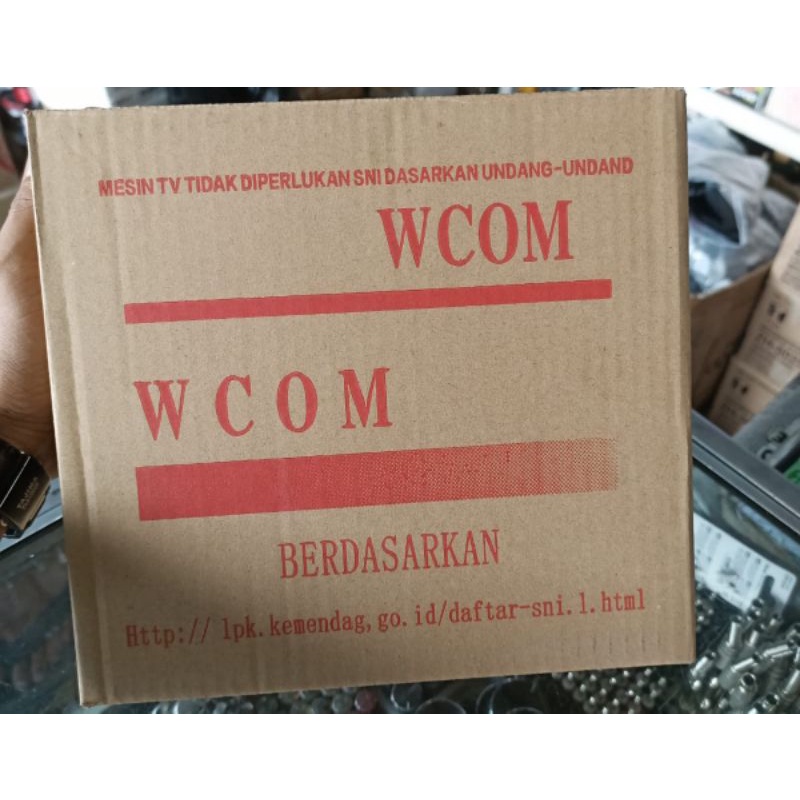 MESIN TV TIDAK DIPERLUKAN SNI DASARKAN UNDANG-UNDAND
WCOM
WCOM
BERDASARKAN
Http:// lpk.kemendag,go.id/daftar-sni.1.html